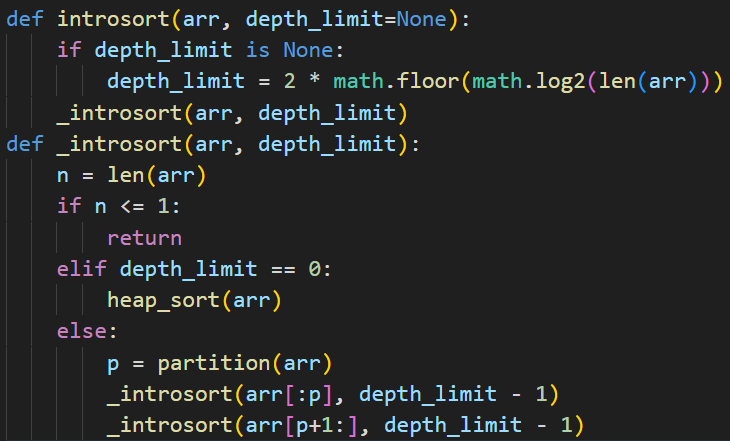 def introsort(arr, depth_limit=None):
    if depth_limit is None:
        depth_limit = 2 * math.floor(math.log2(len(arr)))
    _introsort(arr, depth_limit)
def _introsort(arr, depth_limit):
    n = len(arr)
    if n <= 1:
        return
    elif depth_limit == 0:
        heap_sort(arr)
    else:
        p = partition(arr)
        _introsort(arr[:p], depth_limit - 1)
        _introsort(arr[p+1:], depth_limit - 1)